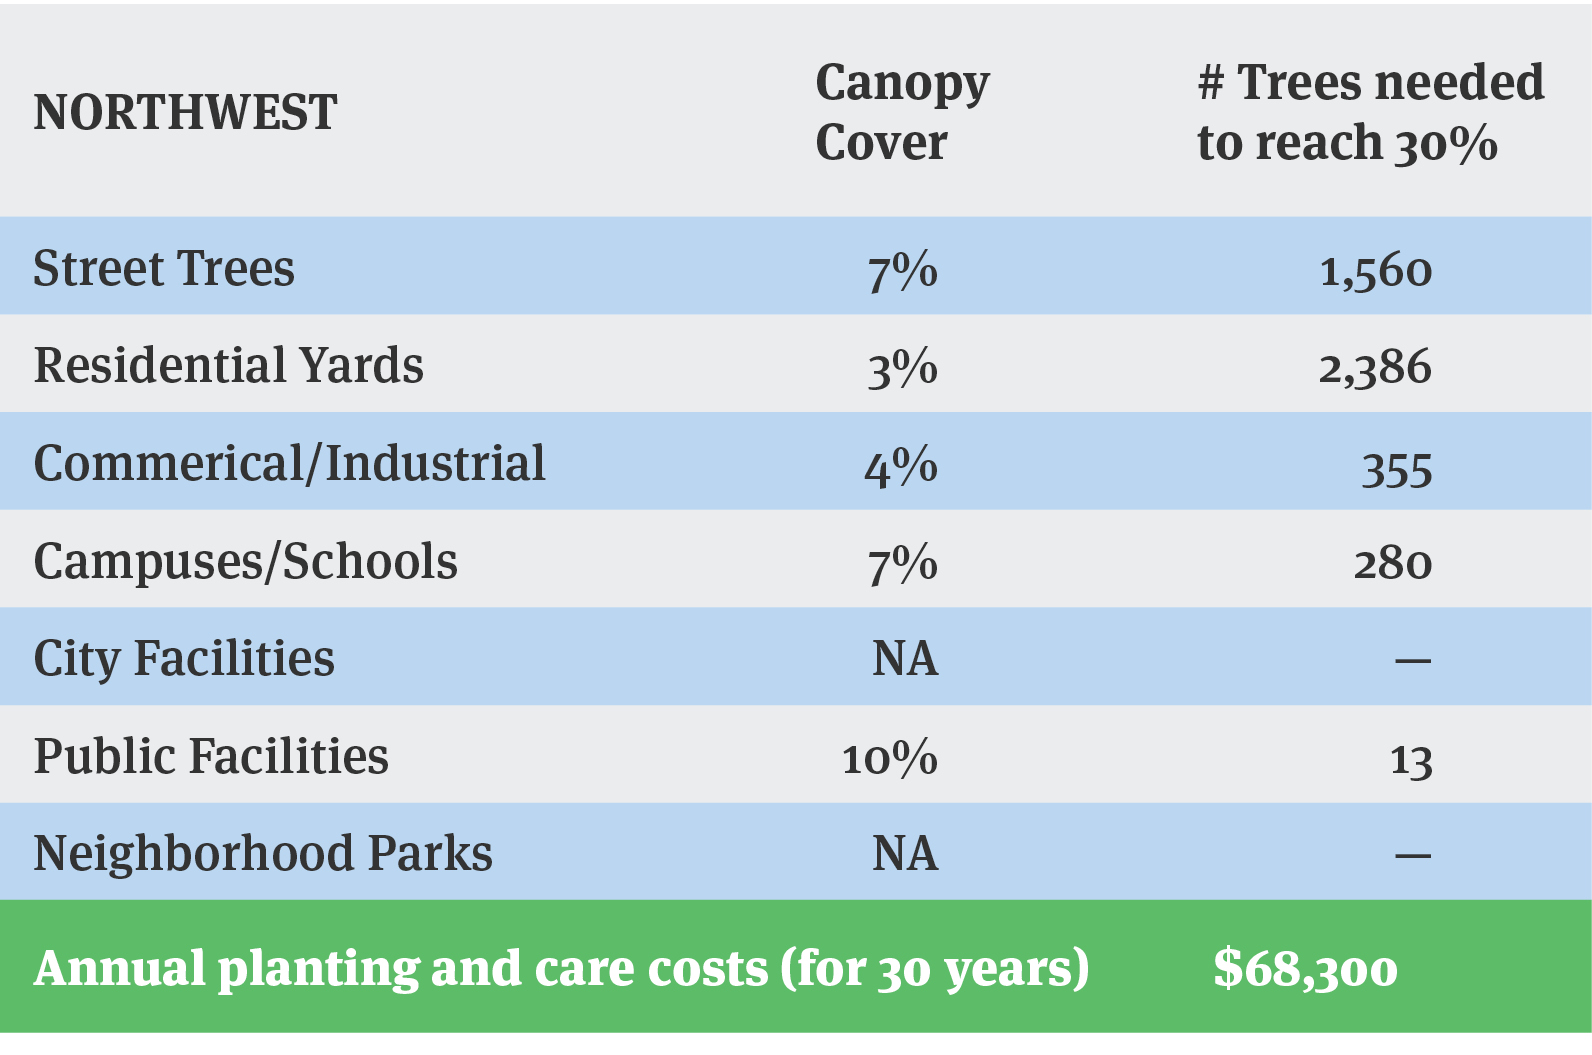 NORTHWEST
Canopy
Cover
# Trees needed
to reach 30%
Street Trees 7% 1,560
Residential Yards 3% 2,386
Commerical/Industrial 4% 355
Campuses/Schools 7% 280
City Facilities NA —
Public Facilities 10% 13
Neighborhood Parks NA —
Annual planting and care costs (for 30 years) $68,300